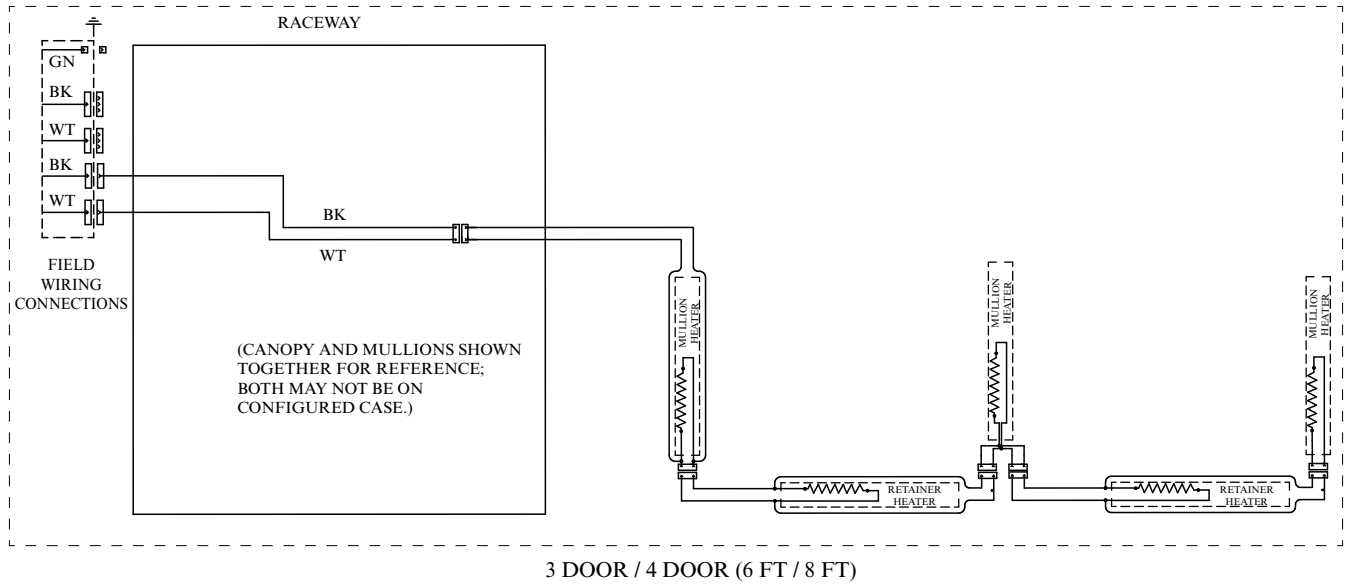 RACEWAY
GN
BK
WT
BK
WT
FIELD
WIRING
CONNECTIONS
BK
WT
(CANOPY AND MULLIONS SHOWN
TOGETHER FOR REFERENCE;
BOTH MAY NOT BE ON
CONFIGURED CASE.)
MULLION
HEATER
RETAINER
HEATER
MULLION
HEATER
RETAINER
HEATER
MULLION
HEATER
3 DOOR / 4 DOOR (6 FT / 8 FT)